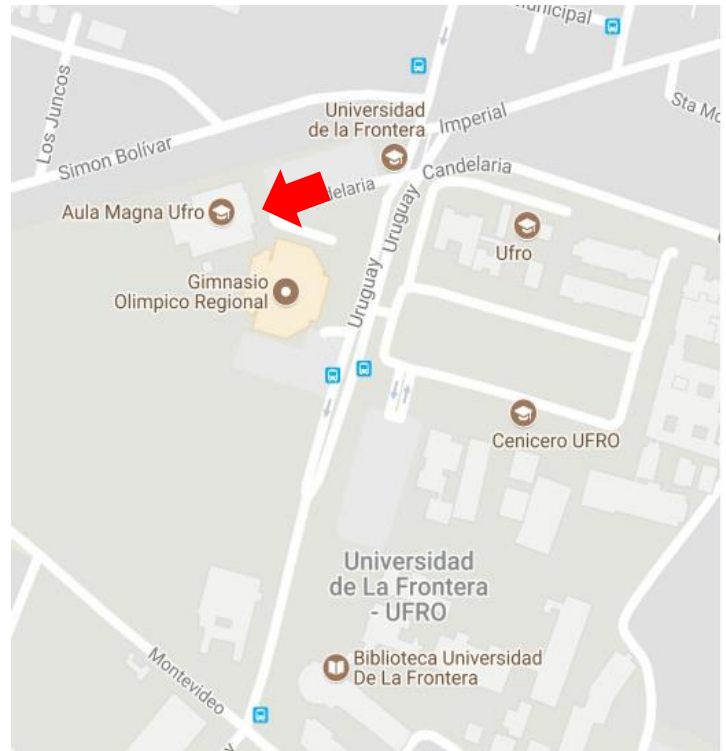 nicipal
Los Juncos
Universidad
de la Frontera
Imperial
Sta Mo
Simon Bolívar
Candelaria
delaria
Aula Magna Ufro
Uruguay
Ufro
Gimnasio
Olimpico Regional
Uruguay
Cenicero UFRO
Universidad
de La Frontera
- UFRO
Biblioteca Universidad
De La Frontera
Montevideo